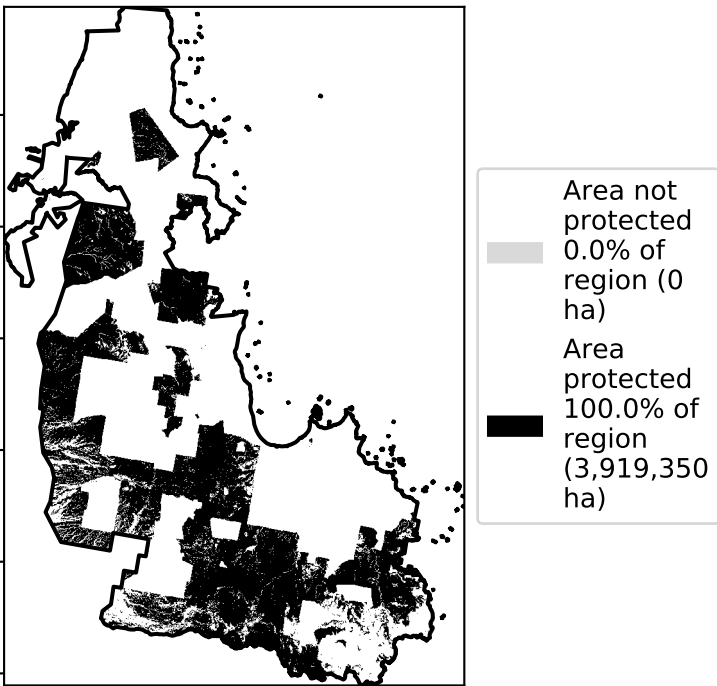 Area not
protected
0.0% of
region (0
ha)
Area
protected
100.0% of
region
(3,919,350
ha)